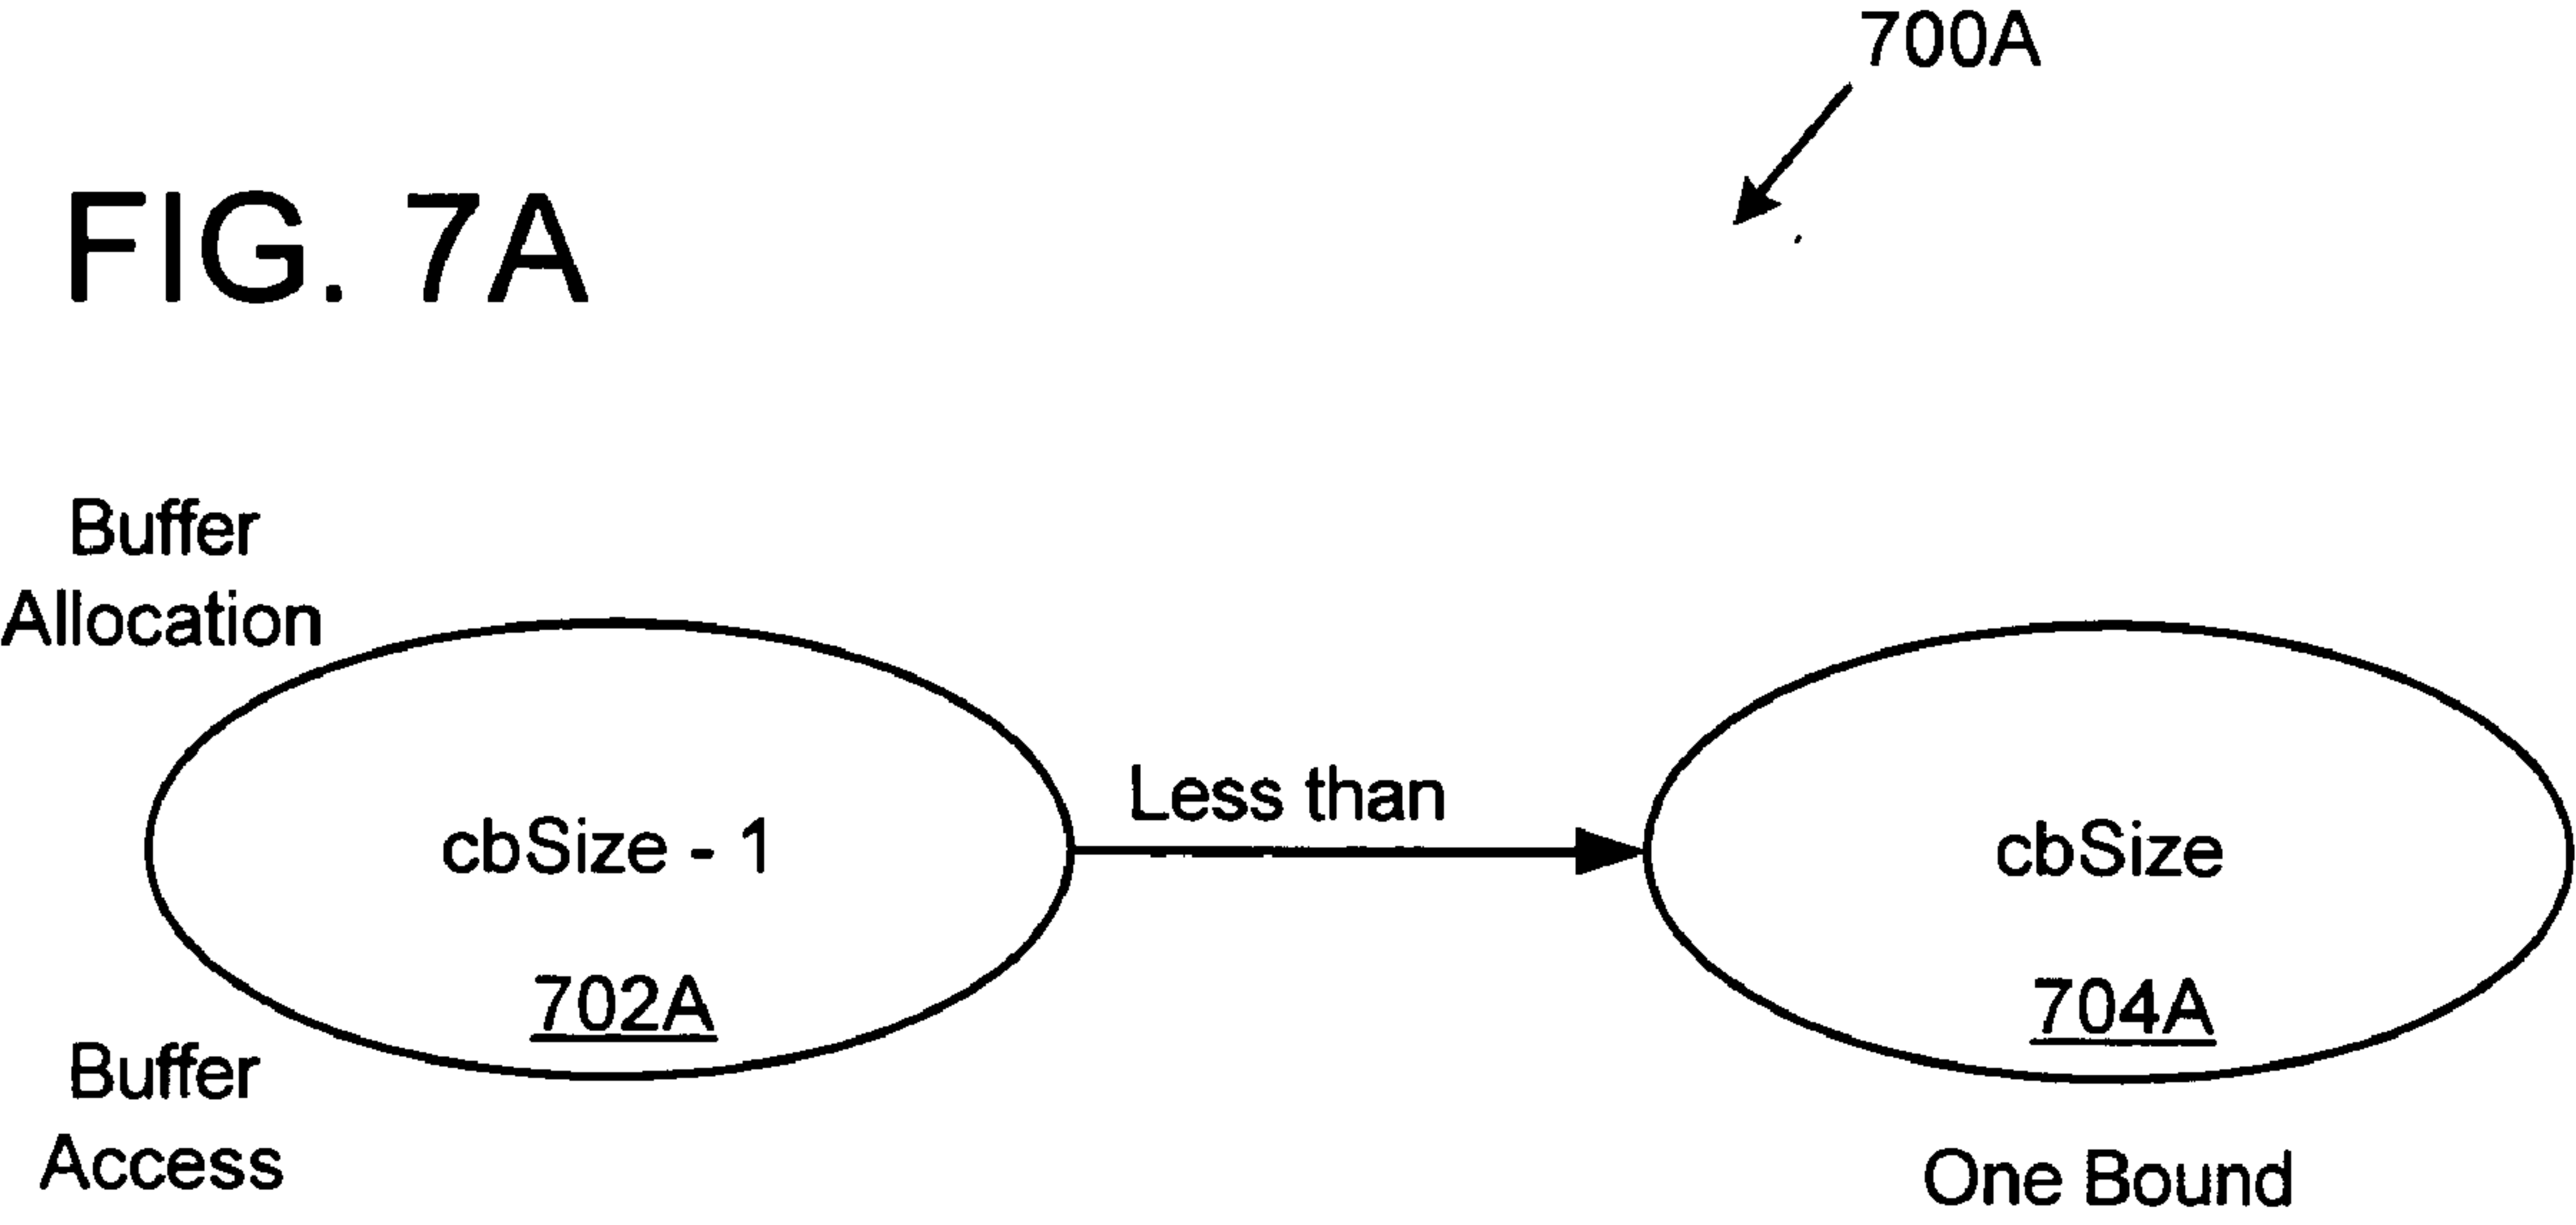 700A
FIG. 7A
Buffer
Allocation
Less than
cbSize - 1
cbSize
702A
704A
Buffer
Access
One Bound